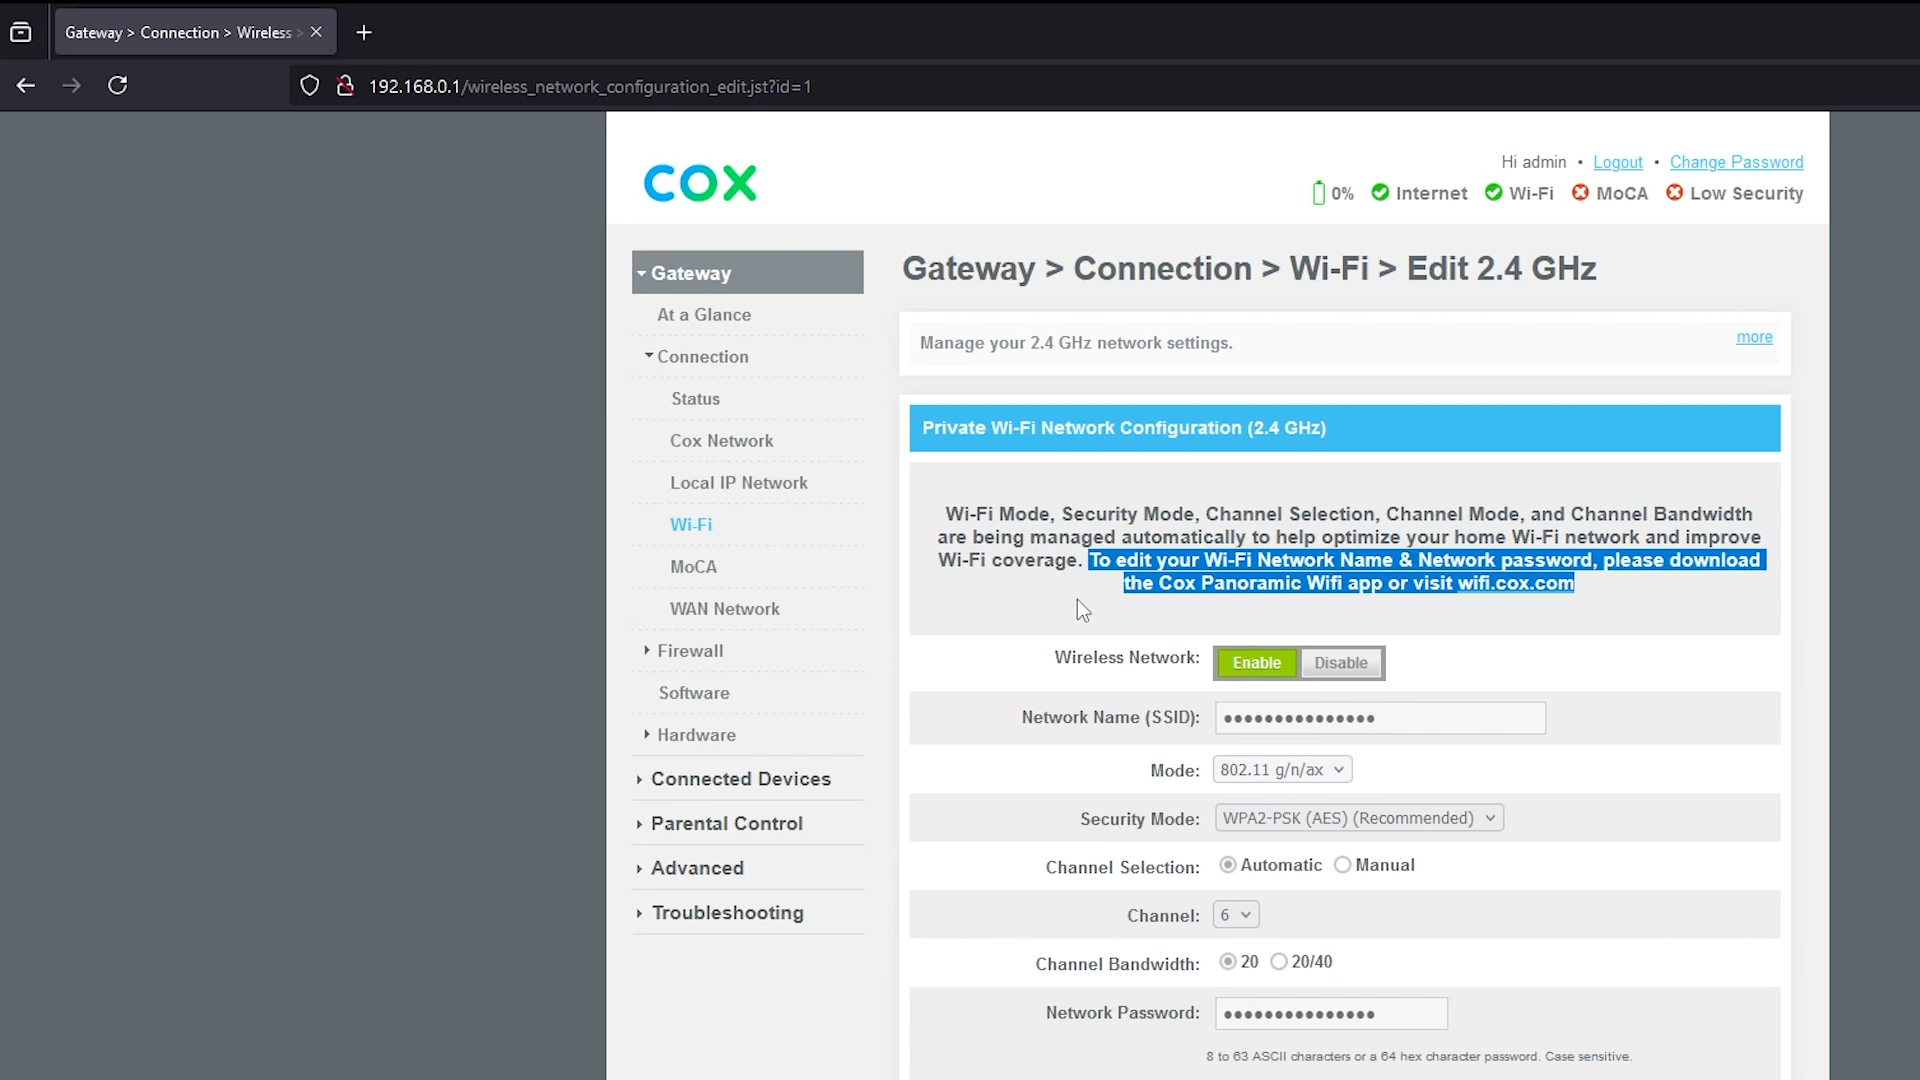 Gateway > Connection > Wireless >
192.168.0.1/wireless_network_configuration_edit.jst?id=1
COX
Hi admin • Logout • Change Password
0% Internet Wi-Fi MoCA Low Security
Gateway
At a Glance
Connection
Status
Cox Network
Local IP Network
Wi-Fi
MoCA
WAN Network
Firewall
Software
Hardware
Connected Devices
Parental Control
Advanced
Troubleshooting
Gateway > Connection > Wi-Fi > Edit 2.4 GHz
Manage your 2.4 GHz network settings.
more
Private Wi-Fi Network Configuration (2.4 GHz)
Wi-Fi Mode, Security Mode, Channel Selection, Channel Mode, and Channel Bandwidth
are being managed automatically to help optimize your home Wi-Fi network and improve
Wi-Fi coverage. To edit your Wi-Fi Network Name & Network password, please download
the Cox Panoramic Wifi app or visit wifi.cox.com
Wireless Network: Enable Disable
Network Name (SSID): •••••••••••••••
Mode: 802.11 g/n/ax
Security Mode: WPA2-PSK (AES) (Recommended)
Channel Selection: Automatic Manual
Channel: 6
Channel Bandwidth: 20 20/40
Network Password: •••••••••••••••
8 to 63 ASCII characters or a 64 hex character password. Case sensitive.